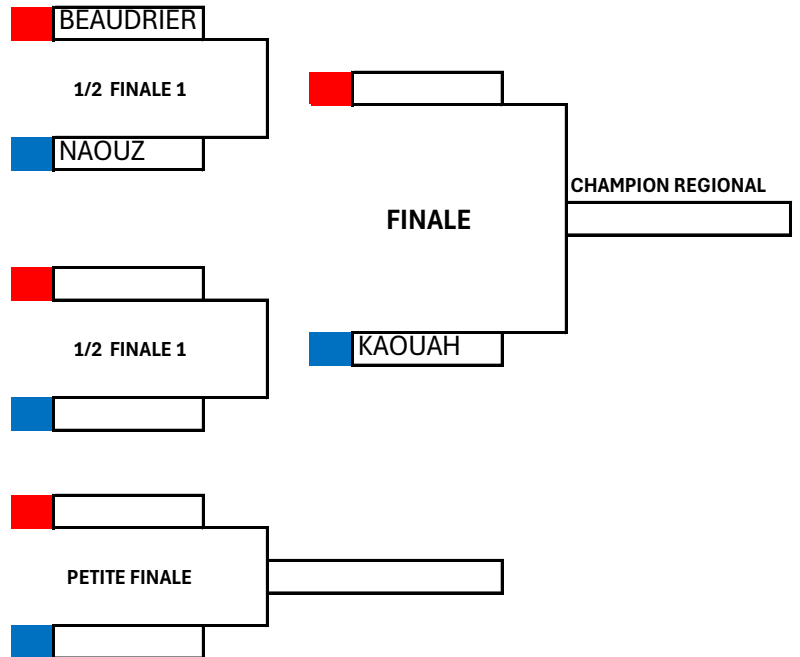 BEAUDRIER
1/2 FINALE 1
NAOUZ
CHAMPION REGIONAL
FINALE
1/2 FINALE 1
KAOUAH
PETITE FINALE